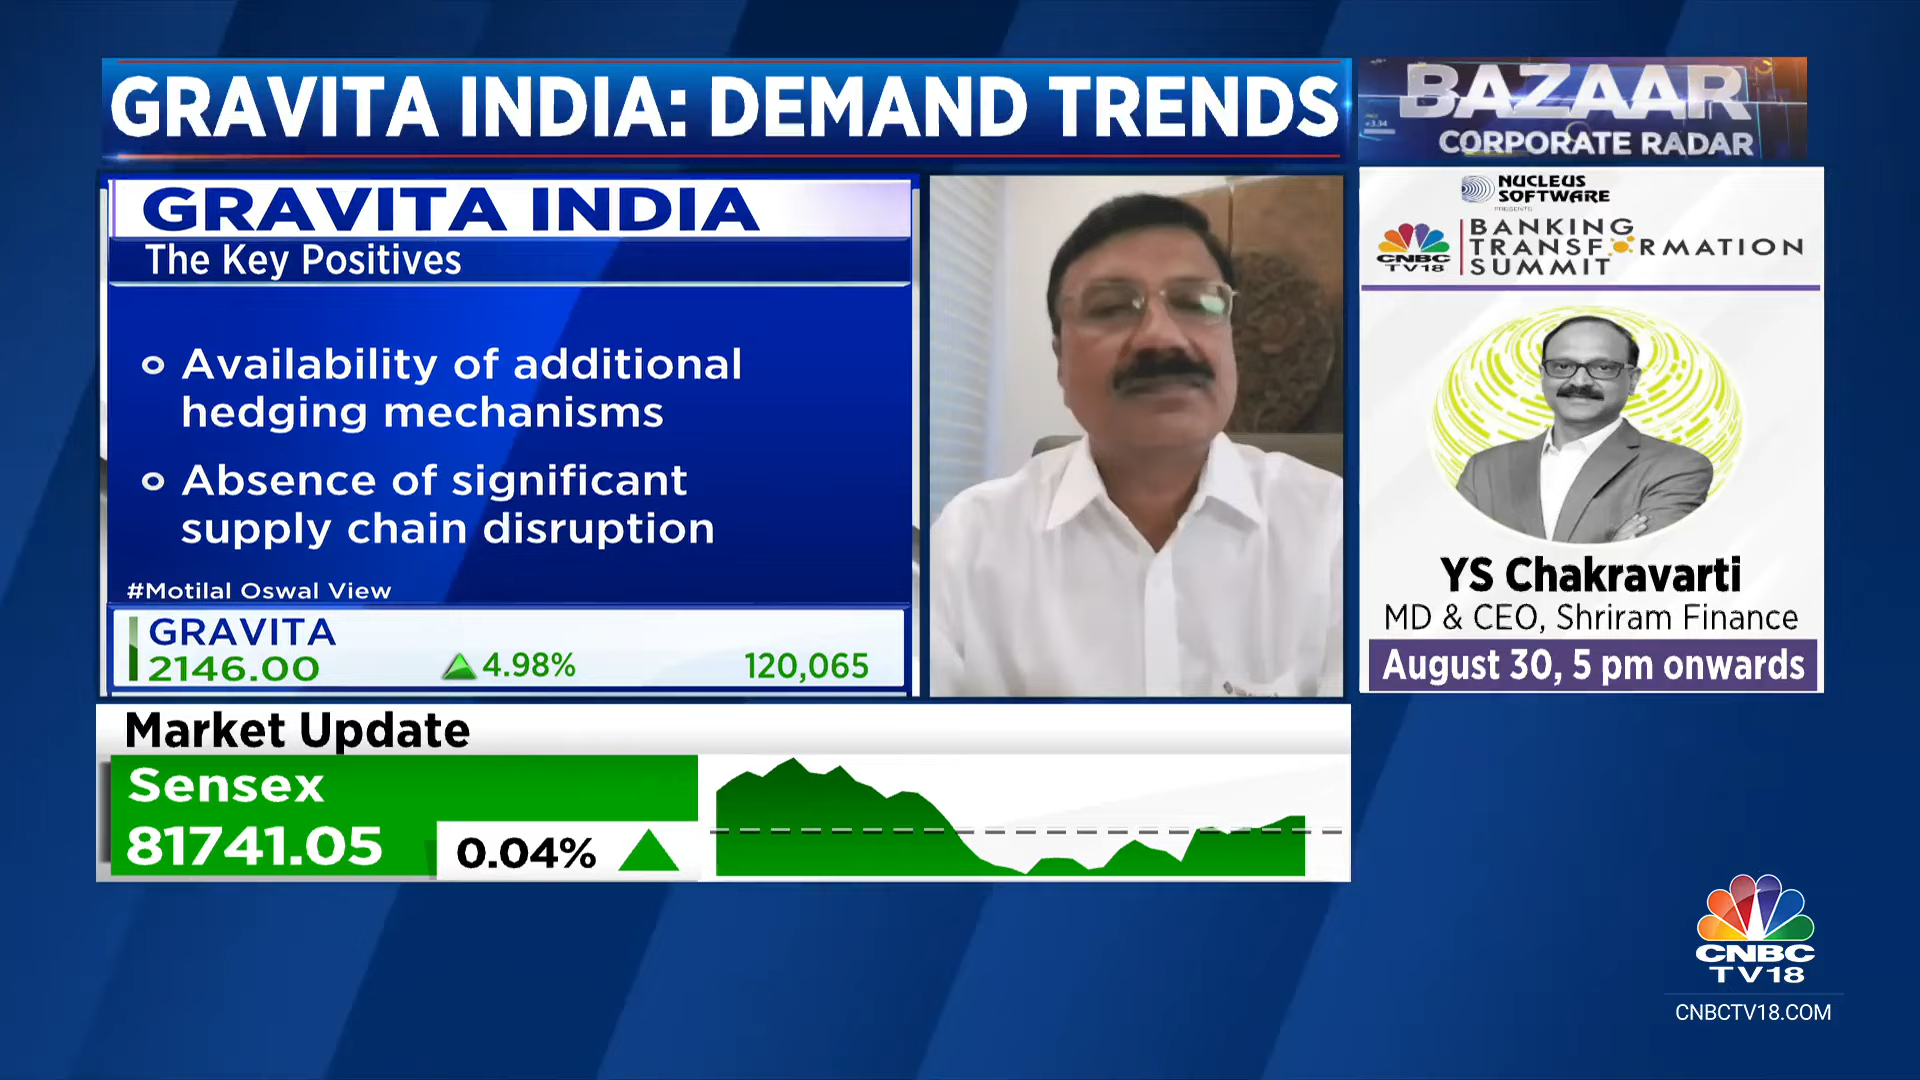 GRAVITA INDIA: DEMAND TRENDS
BAZAAR
CORPORATE RADAR
GRAVITA INDIA
The Key Positives
Availability of additional
hedging mechanisms
Absence of significant
supply chain disruption
#Motilal Oswal View
GRAVITA
2146.00 4.98% 120,065
NUCLEUS
SOFTWARE
PRESENTS
CNBC
TV18
BANKING
TRANSFORMATION
SUMMIT
YS Chakravarti
MD & CEO, Shriram Finance
August 30, 5 pm onwards
Market Update
Sensex
81741.05 0.04%
CNBC
TV18
CNBCTV18.COM